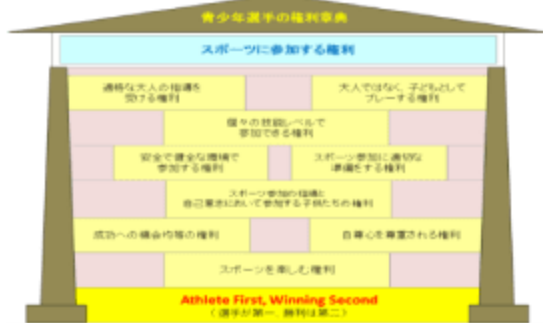 青少年選手の権利章典
スポーツに参加する権利
適格な大人の指導を
受ける権利
大人ではなく、子どもとして
プレーする権利
個々の技能レベルで
参加できる権利
安全で健全な環境で
参加する権利
スポーツ参加に適切な
準備をする権利
スポーツ参加の指導と
自己意志において参加する子供たちの権利
成功への機会均等の権利
自尊心を尊重される権利
スポーツを楽しむ権利
Athlete First, Winning Second
(選手が第一、勝利は第二)